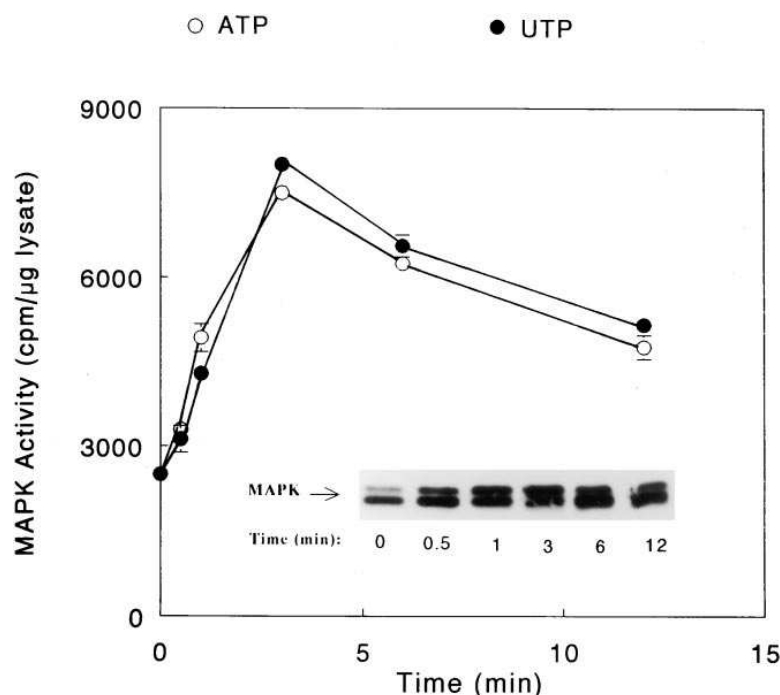 ○ ATP ● UTP
9000
6000
3000
0
MAPK Activity (cpm/µg lysate)
MAPK →
Time (min): 0 0.5 1 3 6 12
0 5 10 15
Time (min)